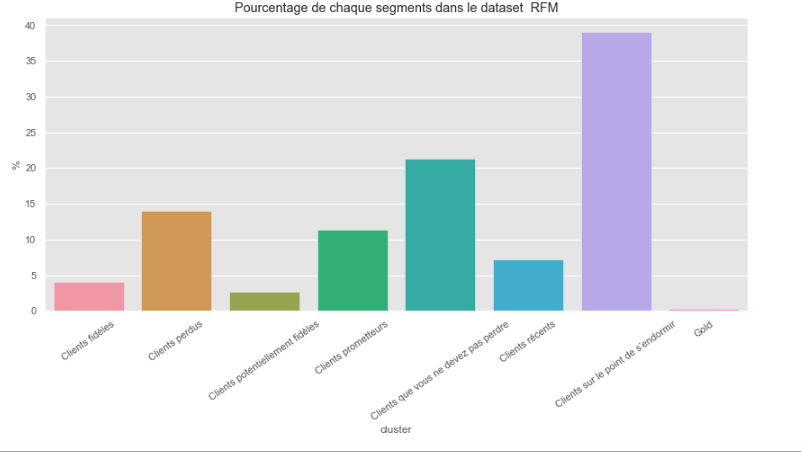 Pourcentage de chaque segments dans le dataset RFM
40
35
30
25
20
15
10
5
0
%
Clients fidèles
Clients perdus
Clients potentiellement fidèles
Clients prometteurs
Clients que vous ne devez pas perdre
Clients récents
Clients sur le point de s'endormir
Gold
cluster